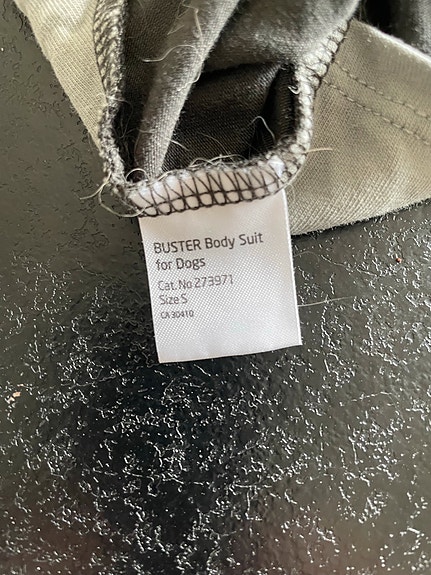 BUSTER Body Suit
for Dogs
Cat. No 273971
Size S
CA 30410